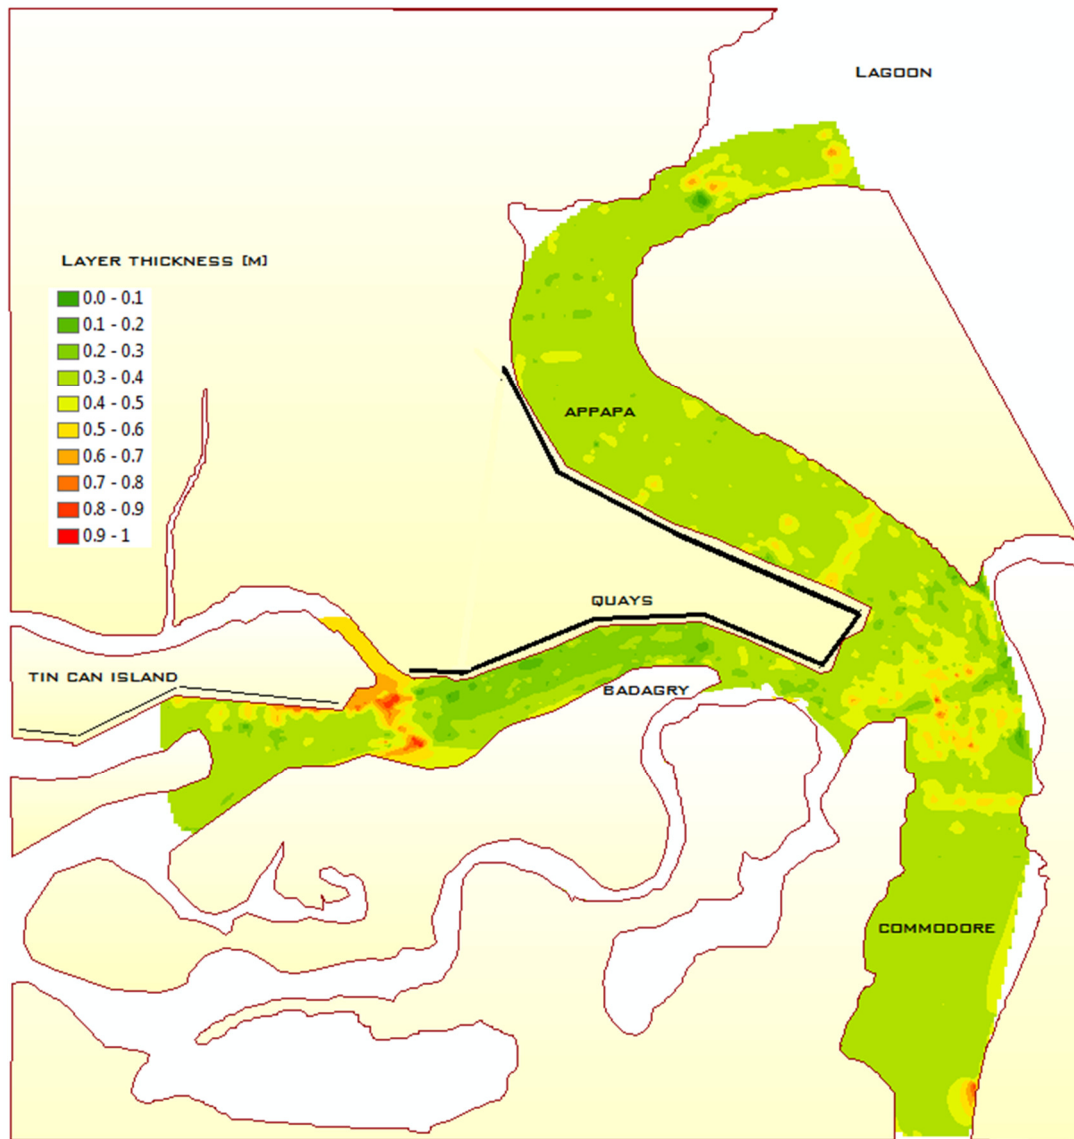 LAGOON
LAYER THICKNESS [M]
0.0 - 0.1
0.1 - 0.2
0.2 - 0.3
0.3 - 0.4
0.4 - 0.5
0.5 - 0.6
0.6 - 0.7
0.7 - 0.8
0.8 - 0.9
0.9 - 1
APPAPA
QUAYS
TIN CAN ISLAND
BADAGRY
COMMODORE